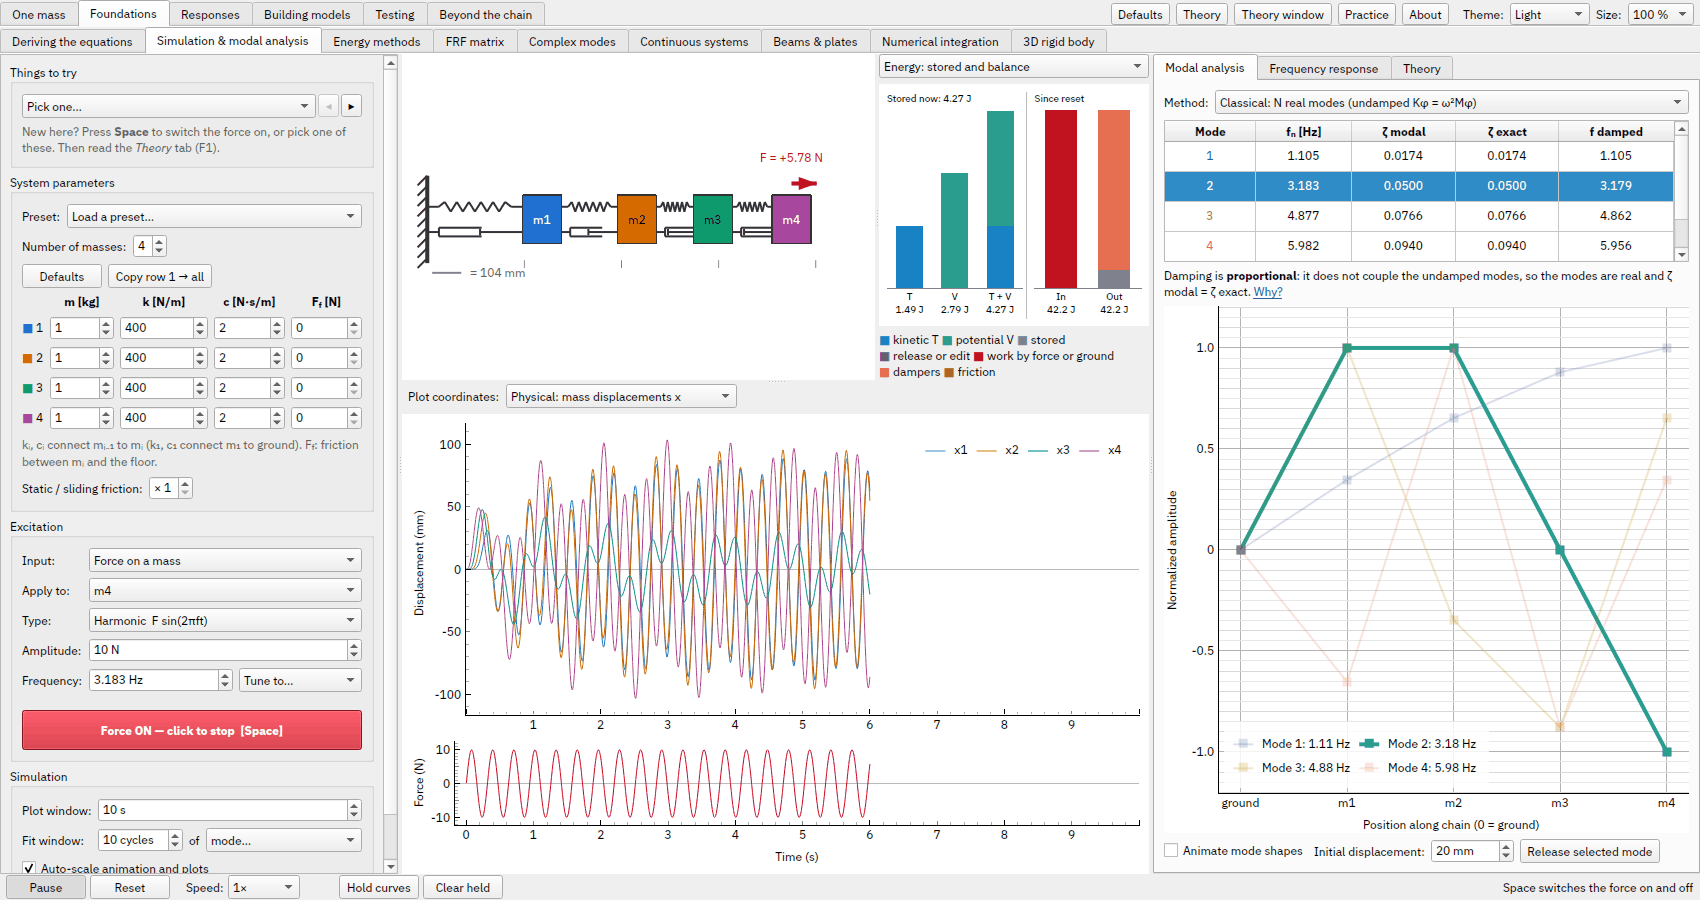 One mass Foundations Responses Building models Testing Beyond the chain Defaults Theory Theory window Practice About Theme: Light Size: 100 %
Deriving the equations Simulation & modal analysis Energy methods FRF matrix Complex modes Continuous systems Beams & plates Numerical integration 3D rigid body
Things to try
Pick one...
New here? Press Space to switch the force on, or pick one of
these. Then read the Theory tab (F1).
System parameters
Preset: Load a preset...
Number of masses: 4
Defaults Copy row 1 → all
m [kg] k [N/m] c [N·s/m] Ff [N]
1 1 400 2 0
2 1 400 2 0
3 1 400 2 0
4 1 400 2 0
kᵢ, cᵢ connect mᵢ₋₁ to mᵢ (k₁, c₁ connect m₁ to ground). Ff: friction
between mᵢ and the floor.
Static / sliding friction: × 1
Excitation
Input: Force on a mass
Apply to: m4
Type: Harmonic F sin(2πft)
Amplitude: 10 N
Frequency: 3.183 Hz Tune to...
Force ON — click to stop [Space]
Simulation
Plot window: 10 s
Fit window: 10 cycles of mode...
Auto-scale animation and plots
Pause Reset Speed: 1× Hold curves Clear held Space switches the force on and off
F = +5.78 N
m1 m2 m3 m4
= 104 mm
Energy: stored and balance
Stored now: 4.27 J Since reset
T V T + V In Out
1.49 J 2.79 J 4.27 J 42.2 J 42.2 J
kinetic T potential V stored
release or edit work by force or ground
dampers friction
Plot coordinates: Physical: mass displacements x
x1 x2 x3 x4
Displacement (mm)
100
50
0
-50
-100
1 2 3 4 5 6 7 8 9
Force (N)
10
0
-10
0 1 2 3 4 5 6 7 8 9
Time (s)
Modal analysis Frequency response Theory
Method: Classical: N real modes (undamped Kφ = ω²Mφ)
Mode fₙ [Hz] ζ modal ζ exact f damped
1 1.105 0.0174 0.0174 1.105
2 3.183 0.0500 0.0500 3.179
3 4.877 0.0766 0.0766 4.862
4 5.982 0.0940 0.0940 5.956
Damping is proportional: it does not couple the undamped modes, so the modes are real and ζ
modal = ζ exact. Why?
Normalized amplitude
1.0
0.5
0
-0.5
-1.0
Mode 1: 1.11 Hz Mode 2: 3.18 Hz
Mode 3: 4.88 Hz Mode 4: 5.98 Hz
ground m1 m2 m3 m4
Position along chain (0 = ground)
Animate mode shapes Initial displacement: 20 mm Release selected mode